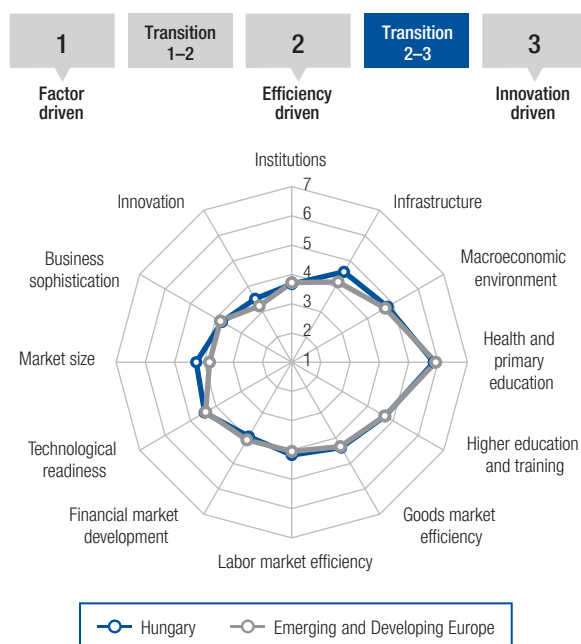 1
Transition
1–2
2
Transition
2–3
3
Factor
driven
Efficiency
driven
Innovation
driven
Institutions
Infrastructure
Macroeconomic
environment
Health and
primary
education
Higher education
and training
Goods market
efficiency
Labor market efficiency
Financial market
development
Technological
readiness
Market size
Business
sophistication
Innovation
7
6
5
4
3
2
1
Hungary
Emerging and Developing Europe